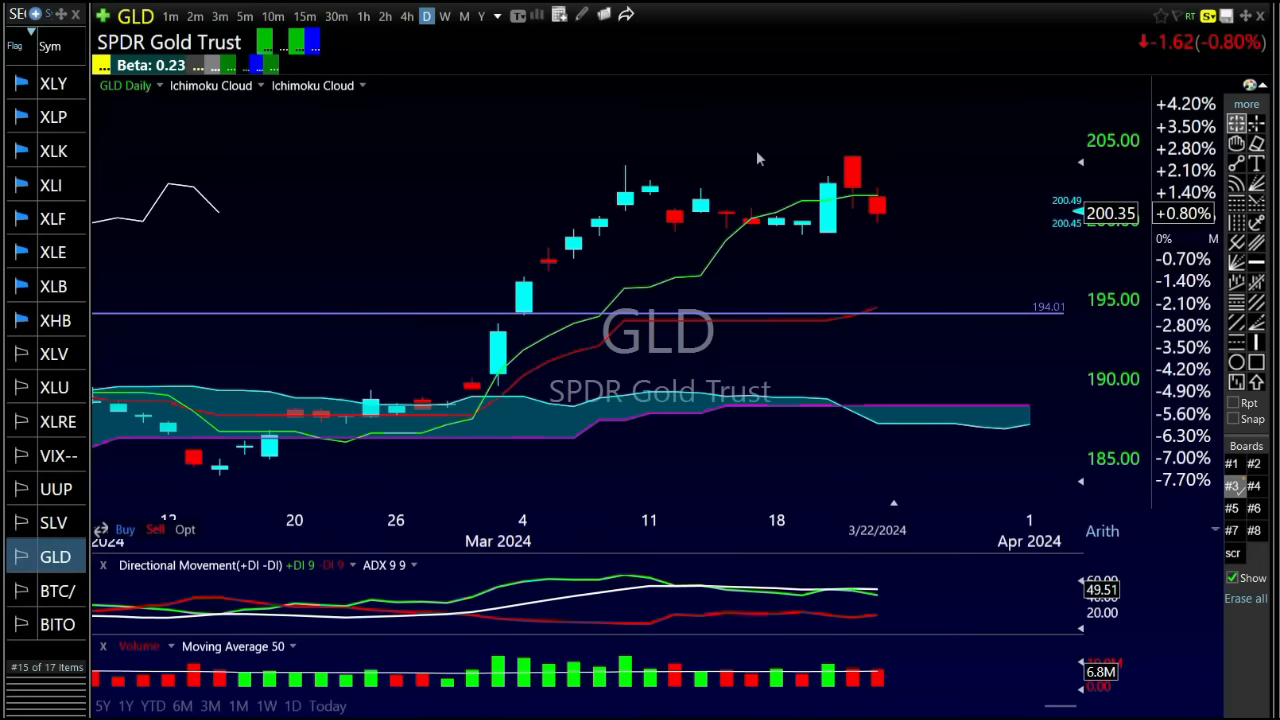 GLD 1m 2m 3m 5m 10m 15m 30m 1h 2h 4h D W M Y
RT
SPDR Gold Trust
-1.62(-0.80%)
Beta: 0.23
GLD Daily Ichimoku Cloud Ichimoku Cloud
Flag Sym
XLY
XLP
XLK
XLI
XLF
XLE
XLB
XHB
XLV
XLU
XLRE
VIX--
UUP
SLV
GLD
BTC/
BITO
#15 of 17 Items
205.00
200.49
200.35
200.45
195.00
190.00
185.00
194.01
GLD
SPDR Gold Trust
+4.20%
+3.50%
+2.80%
+2.10%
+1.40%
+0.80%
0% M
-0.70%
-1.40%
-2.10%
-2.80%
-3.50%
-4.20%
-4.90%
-5.60%
-6.30%
-7.00%
-7.70%
20 26 4 11 18 3/22/2024 1
Buy Sell Opt
Mar 2024 Apr 2024
Arith
X Directional Movement(+DI -DI) +DI 9 -DI 9 ADX 9 9
49.51
20.00
X Volume Moving Average 50
6.8M
0.00
5Y 1Y YTD 6M 3M 1M 1W 1D Today
more
Rpt
Snap
Boards
#1 #2
#3 #4
#5 #6
#7 #8
scr
Show
Erase all